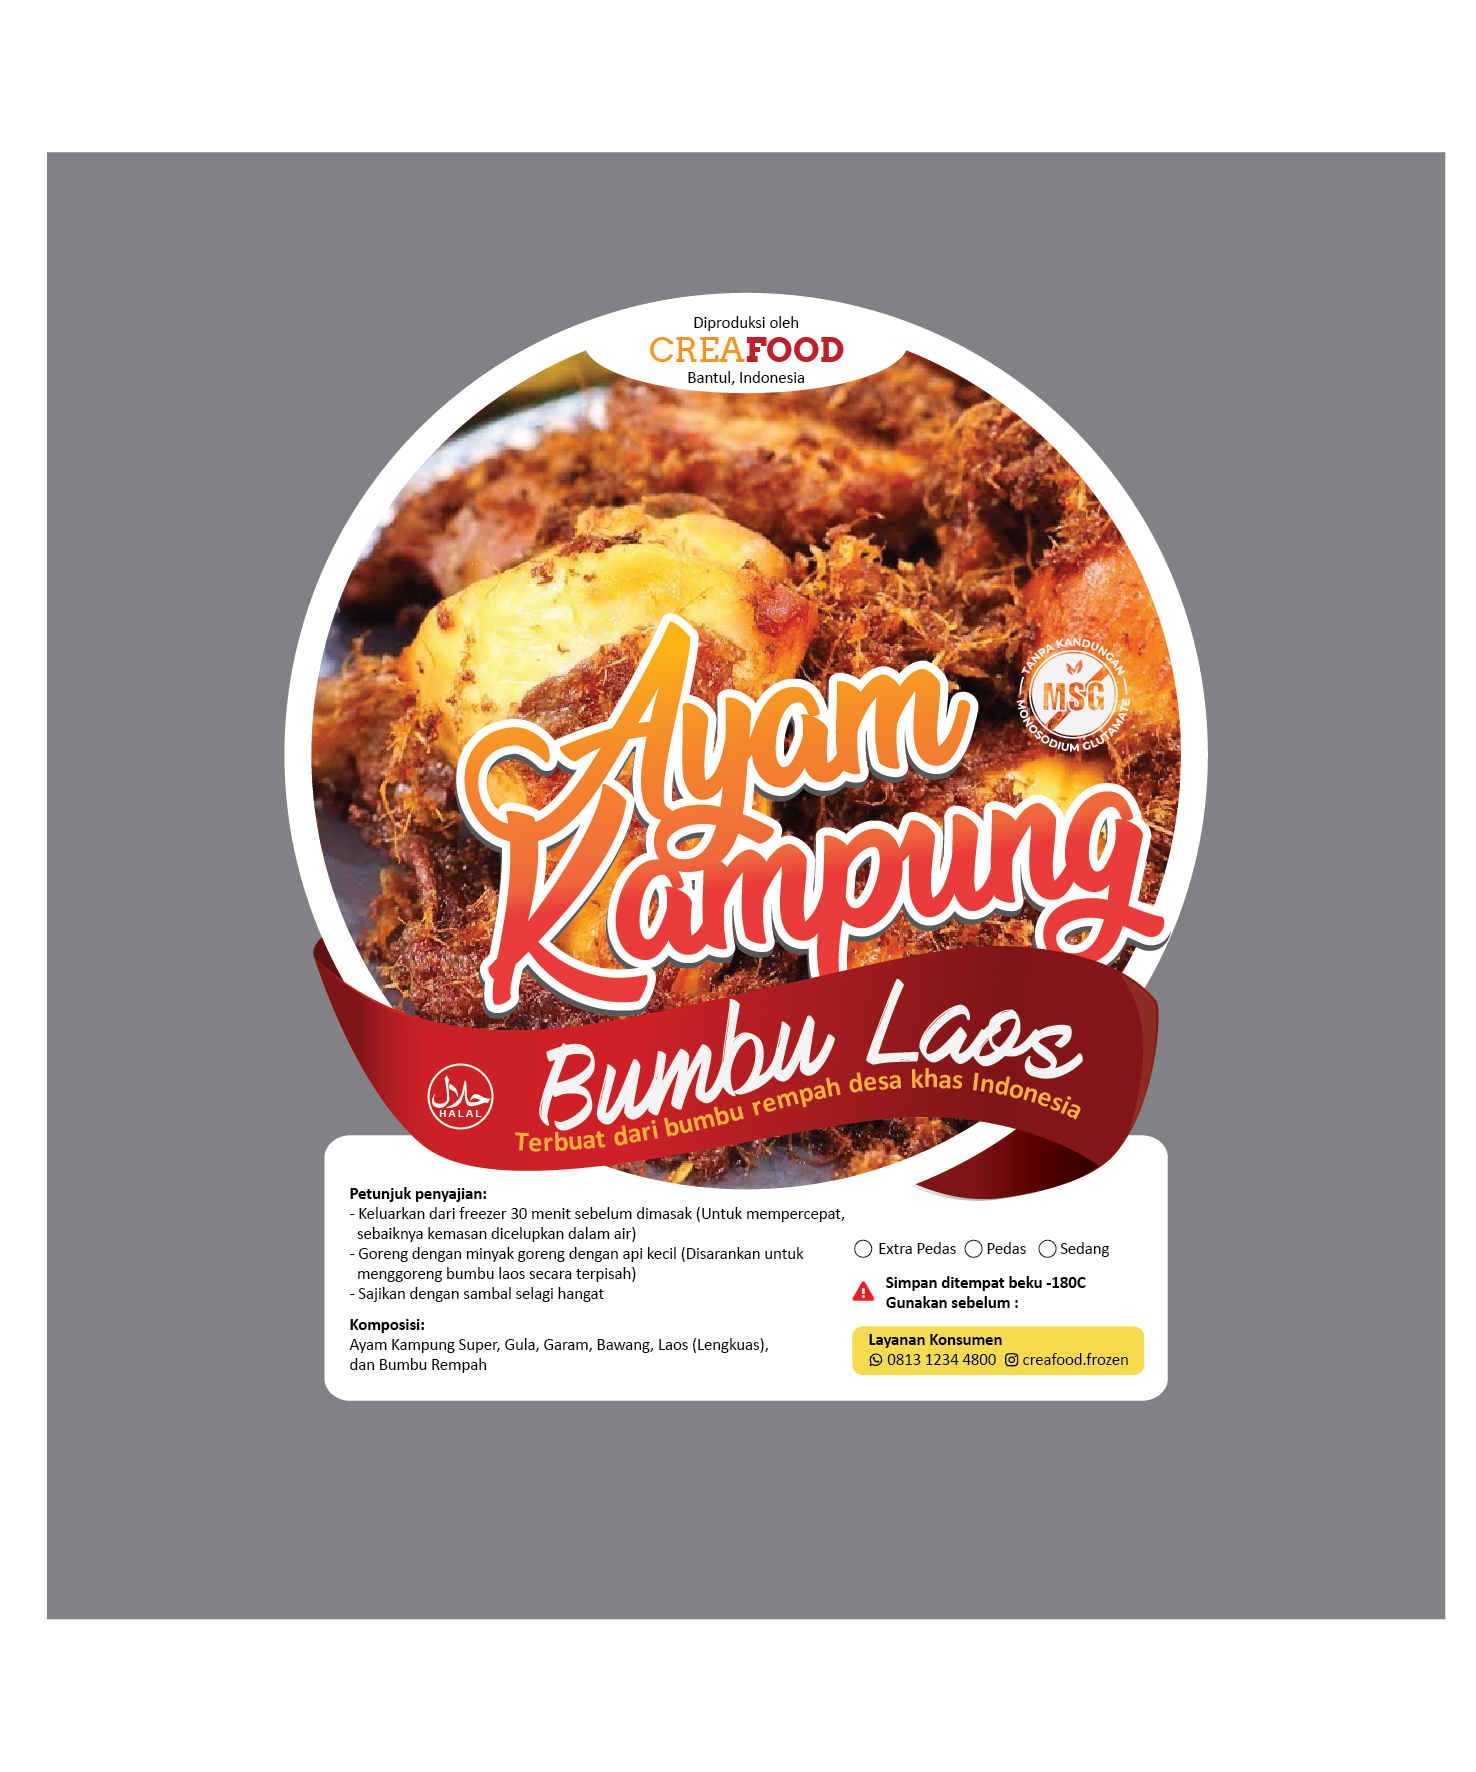 Diproduksi oleh
CREAFOOD
Bantul, Indonesia
TANPA KANDUNGAN
MSG
MONOSODIUM GLUTAMATE
Ayam
Kampung
Bumbu Laos
Terbuat dari bumbu rempah desa khas Indonesia
حلال
HALAL
Petunjuk penyajian:
- Keluarkan dari freezer 30 menit sebelum dimasak (Untuk mempercepat,
sebaiknya kemasan dicelupkan dalam air)
- Goreng dengan minyak goreng dengan api kecil (Disarankan untuk
menggoreng bumbu laos secara terpisah)
- Sajikan dengan sambal selagi hangat
Komposisi:
Ayam Kampung Super, Gula, Garam, Bawang, Laos (Lengkuas),
dan Bumbu Rempah
Extra Pedas Pedas Sedang
Simpan ditempat beku -180C
Gunakan sebelum :
Layanan Konsumen
0813 1234 4800 creafood.frozen